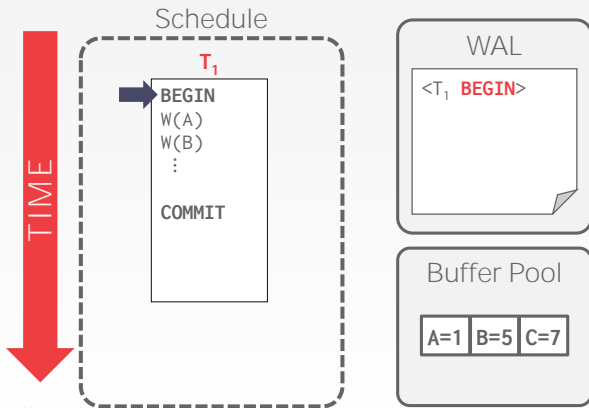 Schedule
TIME
T₁
BEGIN
W(A)
W(B)
⋮
COMMIT
WAL
<T₁ BEGIN>
Buffer Pool
A=1 B=5 C=7